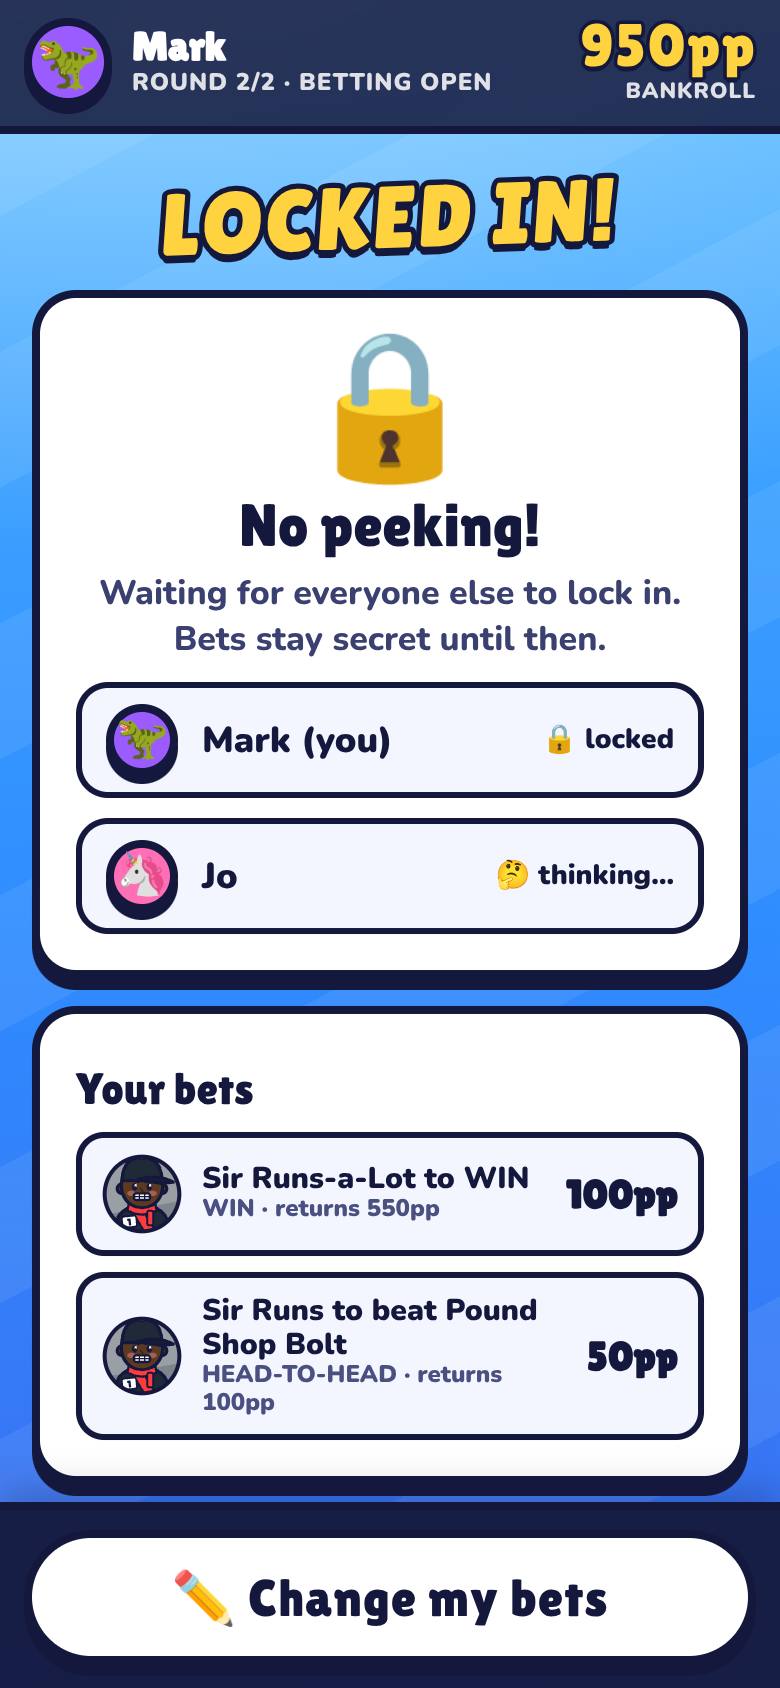 Mark
ROUND 2/2 · BETTING OPEN
950pp
BANKROLL
LOCKED IN!
No peeking!
Waiting for everyone else to lock in.
Bets stay secret until then.
Mark (you)
locked
Jo
thinking...
Your bets
Sir Runs-a-Lot to WIN
WIN · returns 550pp
100pp
1
Sir Runs to beat Pound
Shop Bolt
HEAD-TO-HEAD · returns
100pp
50pp
1
Change my bets